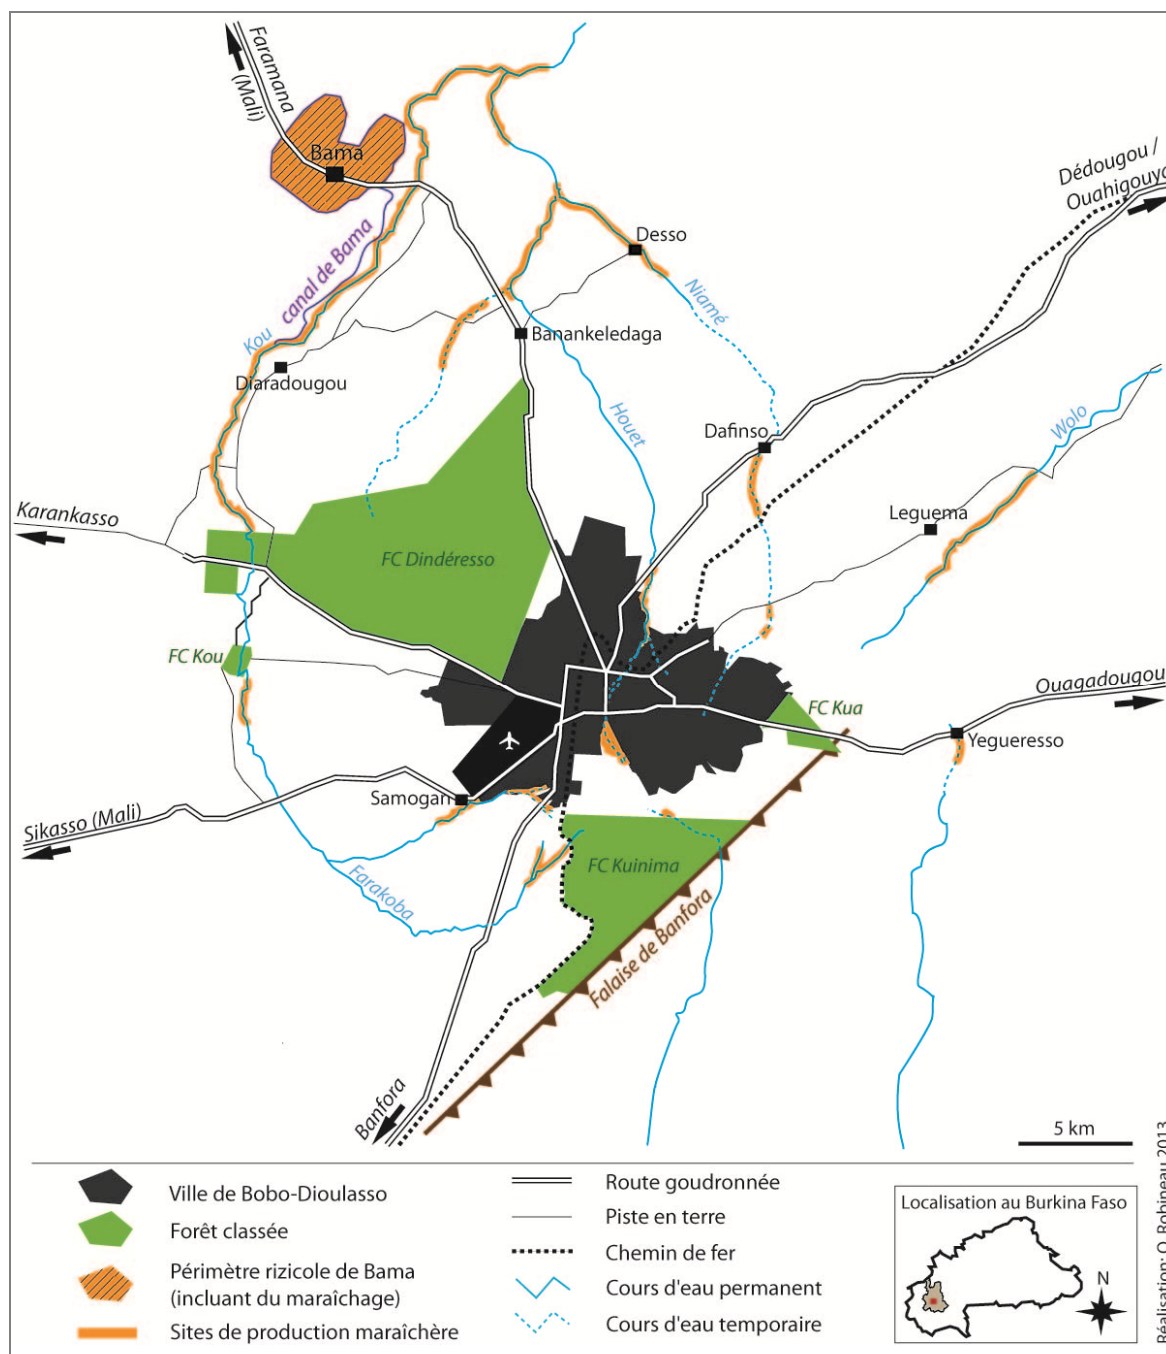 Faramana
(Mali)
Bama
canal de Bama
Dédougou /
Ouahigouya
Desso
Niamé
Kou
Banankeledaga
Diaradougou
Houet
Dafinso
Wolo
Karankasso
Leguema
FC Dindéresso
FC Kou
FC Kua
Ouagadougou
Yegueresso
Samogan
Sikasso (Mali)
FC Kuinima
Farakoba
Falaise de Banfora
Banfora
5 km
Ville de Bobo-Dioulasso
Forêt classée
Périmètre rizicole de Bama
(incluant du maraîchage)
Sites de production maraîchère
Route goudronnée
Piste en terre
Chemin de fer
Cours d'eau permanent
Cours d'eau temporaire
Localisation au Burkina Faso
N
Réalisation: O. Robineau 2013